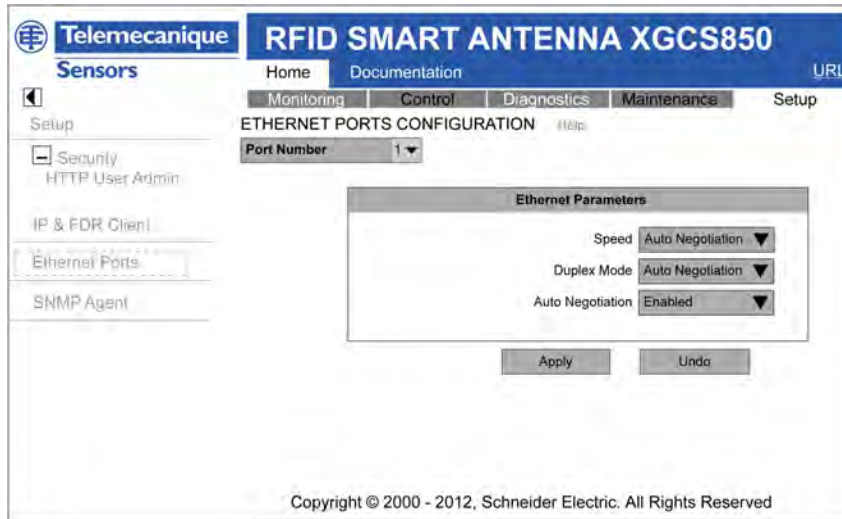 Telemecanique
Sensors
RFID SMART ANTENNA XGCS850
Home Documentation URL
Monitoring Control Diagnostics Maintenance Setup
Setup
ETHERNET PORTS CONFIGURATION Help
Port Number 1
Security
HTTP User Admin
IP & FDR Client
Ethernet Ports
SNMP Agent
Ethernet Parameters
Speed Auto Negotiation
Duplex Mode Auto Negotiation
Auto Negotiation Enabled
Apply Undo
Copyright © 2000 - 2012, Schneider Electric. All Rights Reserved